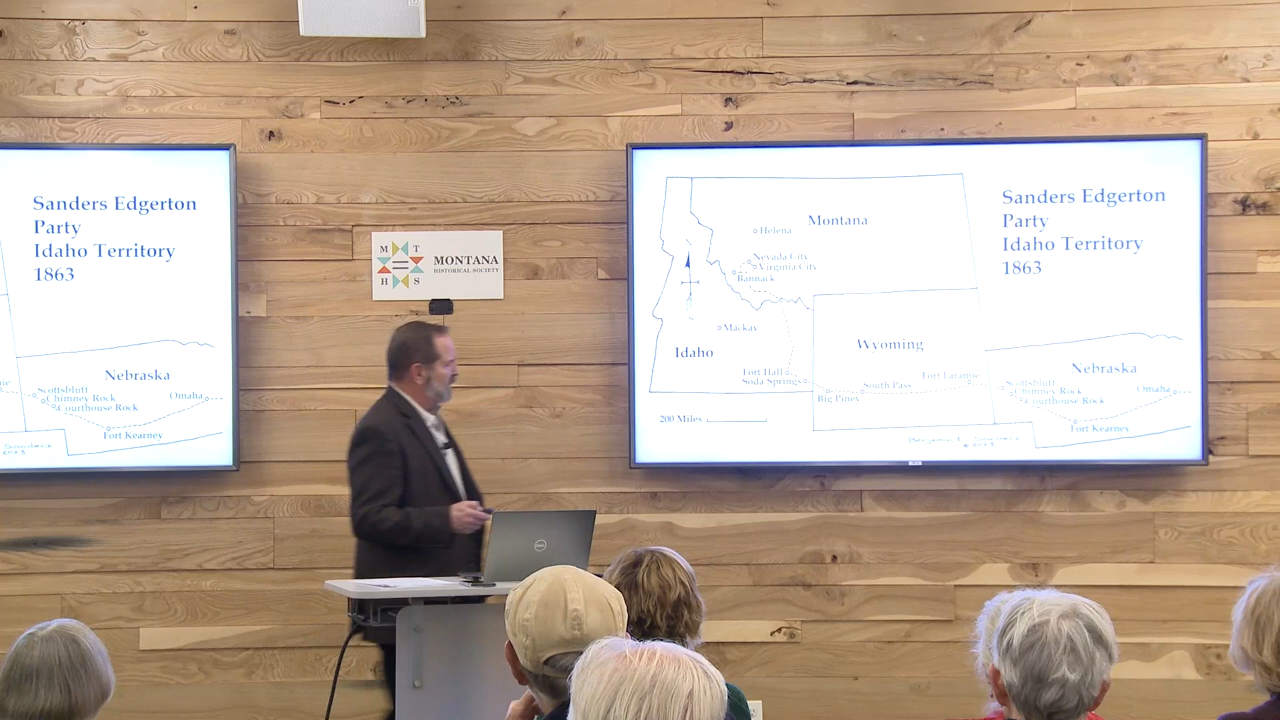 Sanders Edgerton
Party
Idaho Territory
1863
Nebraska
Scottsbluff
Chimney Rock
Courthouse Rock
Omaha
Fort Kearney
M T
H S
MONTANA
HISTORICAL SOCIETY
DELL
Sanders Edgerton
Party
Idaho Territory
1863
Montana
Helena
Nevada City
Virginia City
Bannack
Mackay
Idaho
Wyoming
Fort Hall
Soda Springs
Big Piney
South Pass
Fort Laramie
Nebraska
Scottsbluff
Chimney Rock
Courthouse Rock
Omaha
Fort Kearney
200 Miles